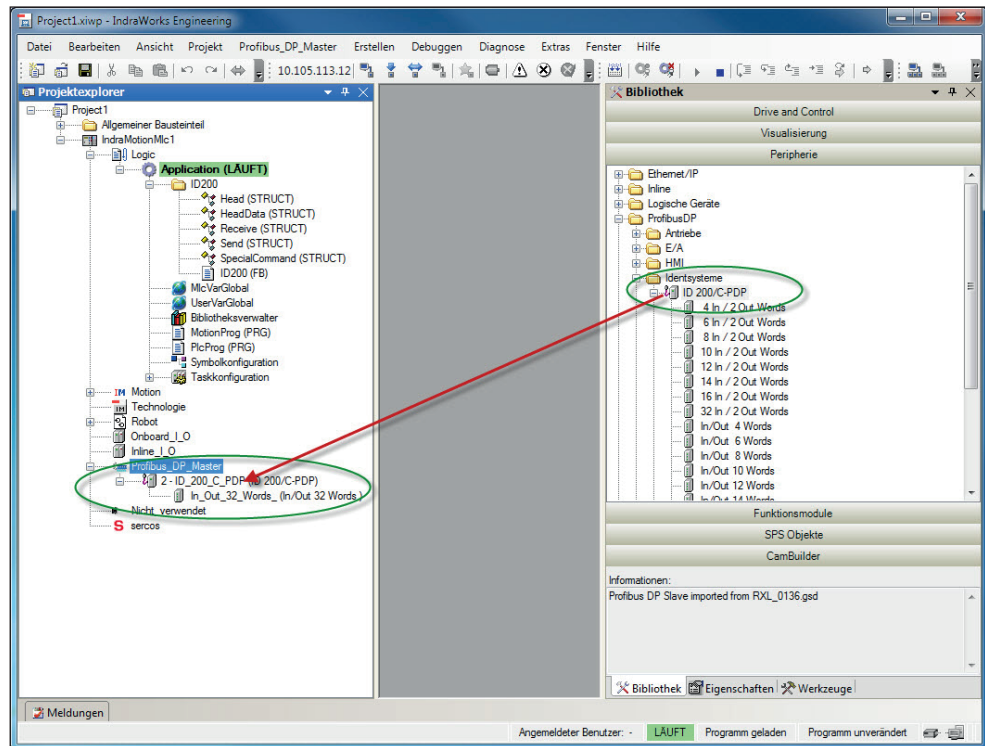 Project1.xiwp - IndraWorks Engineering
Datei Bearbeiten Ansicht Projekt Profibus_DP_Master Erstellen Debuggen Diagnose Extras Fenster Hilfe
10.105.113.12
Projektexplorer
Project1
Allgemeiner Bausteinteil
IndraMotionMlc1
Logic
Application (LÄUFT)
ID200
Head (STRUCT)
HeadData (STRUCT)
Receive (STRUCT)
Send (STRUCT)
SpecialCommand (STRUCT)
ID200 (FB)
MlcVarGlobal
UserVarGlobal
Bibliotheksverwalter
MotionProg (PRG)
PlcProg (PRG)
Symbolkonfiguration
Taskkonfiguration
IM Motion
IM Technologie
Robot
Onboard_I_O
Inline_I_O
Profibus_DP_Master
2 - ID_200_C_PDP (ID 200/C-PDP)
In_Out_32_Words_ (In/Out 32 Words )
Nicht_verwendet
S sercos
Bibliothek
Drive and Control
Visualisierung
Peripherie
Ethernet/IP
Inline
Logische Geräte
ProfibusDP
Antriebe
E/A
HMI
Identsysteme
ID 200/C-PDP
4 In / 2 Out Words
6 In / 2 Out Words
8 In / 2 Out Words
10 In / 2 Out Words
12 In / 2 Out Words
14 In / 2 Out Words
16 In / 2 Out Words
32 In / 2 Out Words
In/Out 4 Words
In/Out 6 Words
In/Out 8 Words
In/Out 10 Words
In/Out 12 Words
In/Out 14 Words
Funktionsmodule
SPS Objekte
CamBuilder
Informationen:
Profibus DP Slave imported from RXL_0136.gsd
Bibliothek Eigenschaften Werkzeuge
Meldungen
Angemeldeter Benutzer: - LÄUFT Programm geladen Programm unverändert